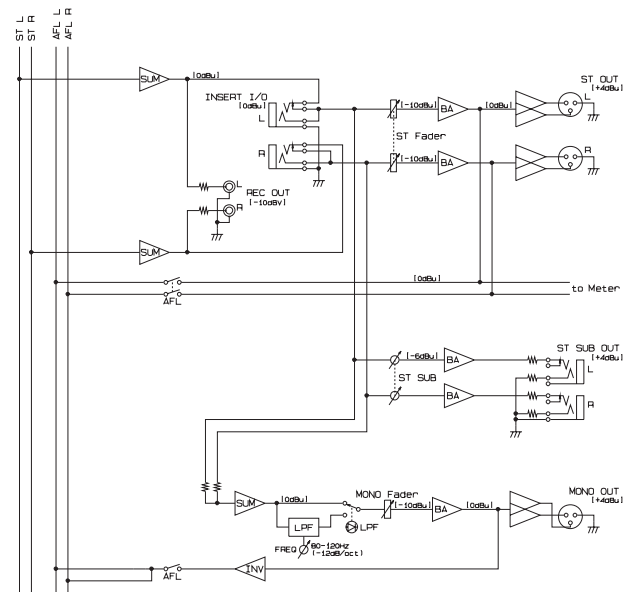 ST L
ST R
AFL L
AFL R
SUM
[0dBu]
INSERT I/O
[0dBu]
L
R
[-10dBu]
BA
[0dBu]
ST OUT
[+4dBu]
L
ST Fader
[-10dBu]
BA
R
L
REC OUT
[-10dBV]
R
SUM
AFL
[0dBu]
to Meter
[-6dBu]
BA
ST SUB
BA
ST SUB OUT
[+4dBu]
L
R
SUM
[0dBu]
LPF
FREQ
80-120Hz
(-12dB/oct)
LPF
MONO Fader
[-10dBu]
BA
[0dBu]
MONO OUT
[+4dBu]
AFL
INV